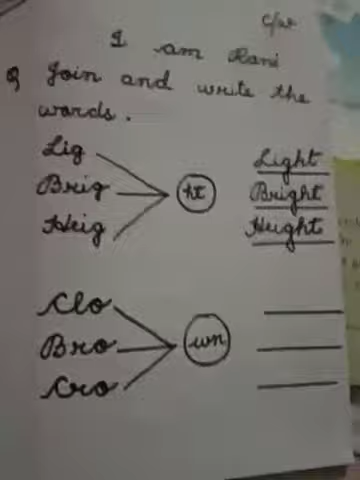 C/w
I am Rani
Q Join and write the
words.
Lig
Brig
Heig
ht
Light
Bright
Height
Clo
Bro
Cro
wn